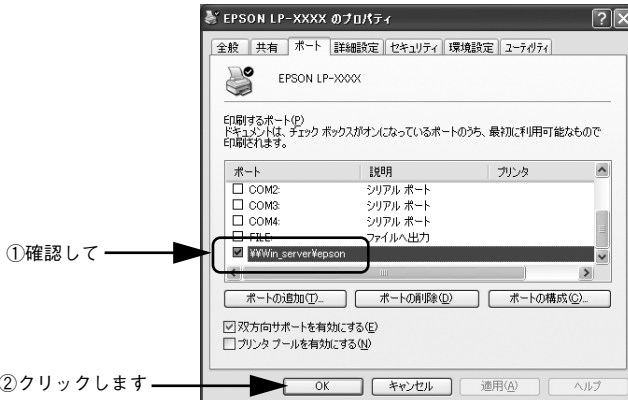 EPSON LP-XXXX のプロパティ
全般 共有 ポート 詳細設定 セキュリティ 環境設定 ユーティリティ
EPSON LP-XXXX
印刷するポート(P)
ドキュメントは、チェック ボックスがオンになっているポートのうち、最初に利用可能なもので
印刷されます。
ポート 説明 プリンタ
COM2: シリアル ポート
COM3: シリアル ポート
COM4: シリアル ポート
FILE: ファイルへ出力
①確認して
¥¥Win_server¥epson
ポートの追加(T)... ポートの削除(D) ポートの構成(C)...
双方向サポートを有効にする(E)
プリンタ プールを有効にする(N)
②クリックします
OK キャンセル 適用(A) ヘルプ